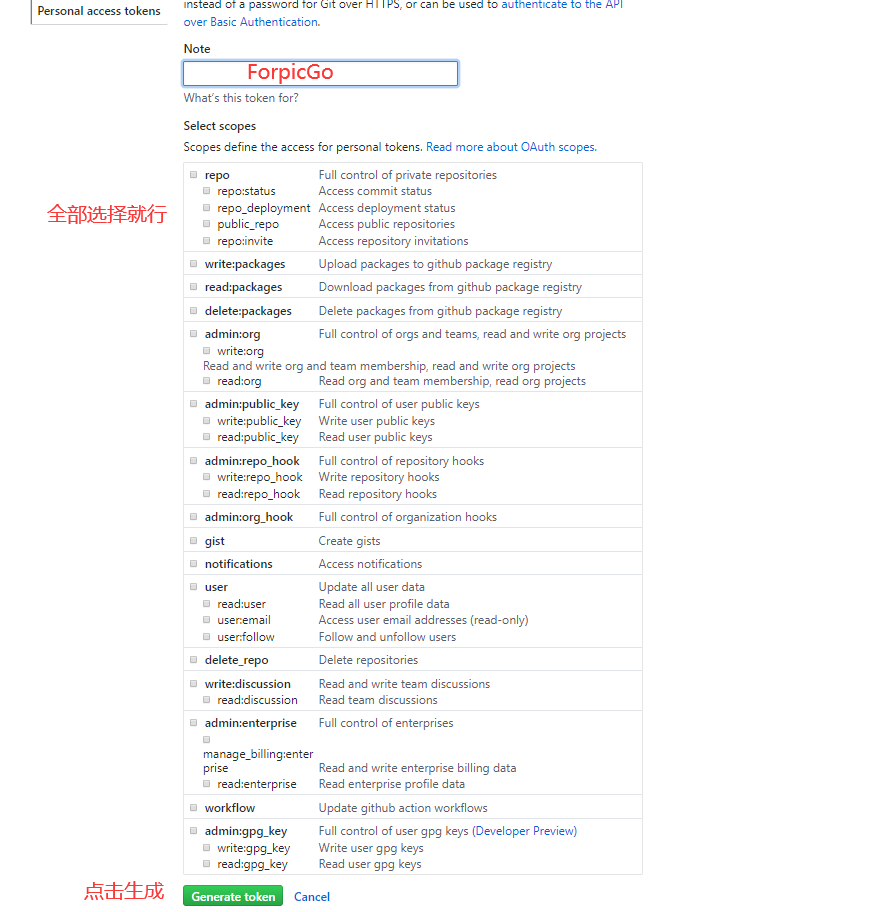 Personal access tokens
instead of a password for Git over HTTPS, or can be used to authenticate to the API
over Basic Authentication.
Note
ForpicGo
What's this token for?
Select scopes
Scopes define the access for personal tokens. Read more about OAuth scopes.
repo Full control of private repositories
repo:status Access commit status
全部选择就行
repo_deployment Access deployment status
public_repo Access public repositories
repo:invite Access repository invitations
write:packages Upload packages to github package registry
read:packages Download packages from github package registry
delete:packages Delete packages from github package registry
admin:org Full control of orgs and teams, read and write org projects
write:org
Read and write org and team membership, read and write org projects
read:org Read org and team membership, read org projects
admin:public_key Full control of user public keys
write:public_key Write user public keys
read:public_key Read user public keys
admin:repo_hook Full control of repository hooks
write:repo_hook Write repository hooks
read:repo_hook Read repository hooks
admin:org_hook Full control of organization hooks
gist Create gists
notifications Access notifications
user Update all user data
read:user Read all user profile data
user:email Access user email addresses (read-only)
user:follow Follow and unfollow users
delete_repo Delete repositories
write:discussion Read and write team discussions
read:discussion Read team discussions
admin:enterprise Full control of enterprises
manage_billing:enter
prise Read and write enterprise billing data
read:enterprise Read enterprise profile data
workflow Update github action workflows
admin:gpg_key Full control of user gpg keys (Developer Preview)
write:gpg_key Write user gpg keys
read:gpg_key Read user gpg keys
点击生成
Generate token Cancel